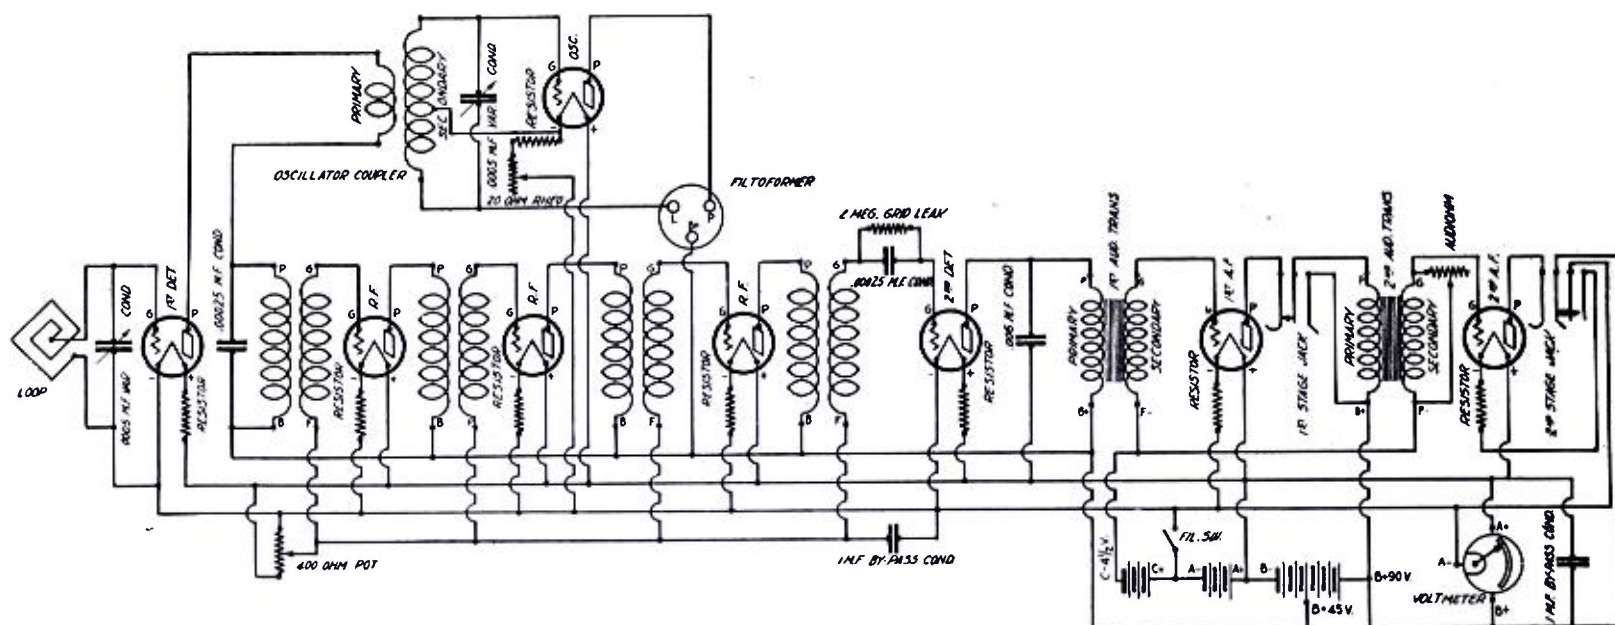 PRIMARY
SEC
ONDARY
.0005 M.F. VAR. COND
OSC.
G
P
-
+
RESISTOR
20 OHM RHEO
OSCILLATOR COUPLER
FILTOFORMER
L
P
B
LOOP
.0005 M.F. VAR. COND
1ST DET
G
P
-
+
RESISTOR
.00025 M.F. COND
P
G
B
F
R.F.
G
P
-
+
RESISTOR
P
G
B
F
R.F.
G
P
-
+
RESISTOR
P
G
B
F
R.F.
G
P
-
+
RESISTOR
P
G
B
F
2 MEG. GRID LEAK
.00025 M.F. COND.
2ND DET
G
P
-
+
RESISTOR
.006 M.F. COND
1ST AUD. TRANS
P
G
PRIMARY
SECONDARY
B+
F-
1ST A.F
G
P
-
+
RESISTOR
1ST STAGE JACK
2ND AUD. TRANS
P
G
PRIMARY
SECONDARY
B+
F-
AUDIOHM
2ND A.F.
G
P
-
+
RESISTOR
2ND STAGE JACK
400 OHM POT
1 M.F. BY-PASS COND
C-4½ V.
FIL. SW.
C+
A-
A+
B-
B+45V.
B+90V.
A+
A-
VOLTMETER
B+
1 M.F. BY-PASS COND.